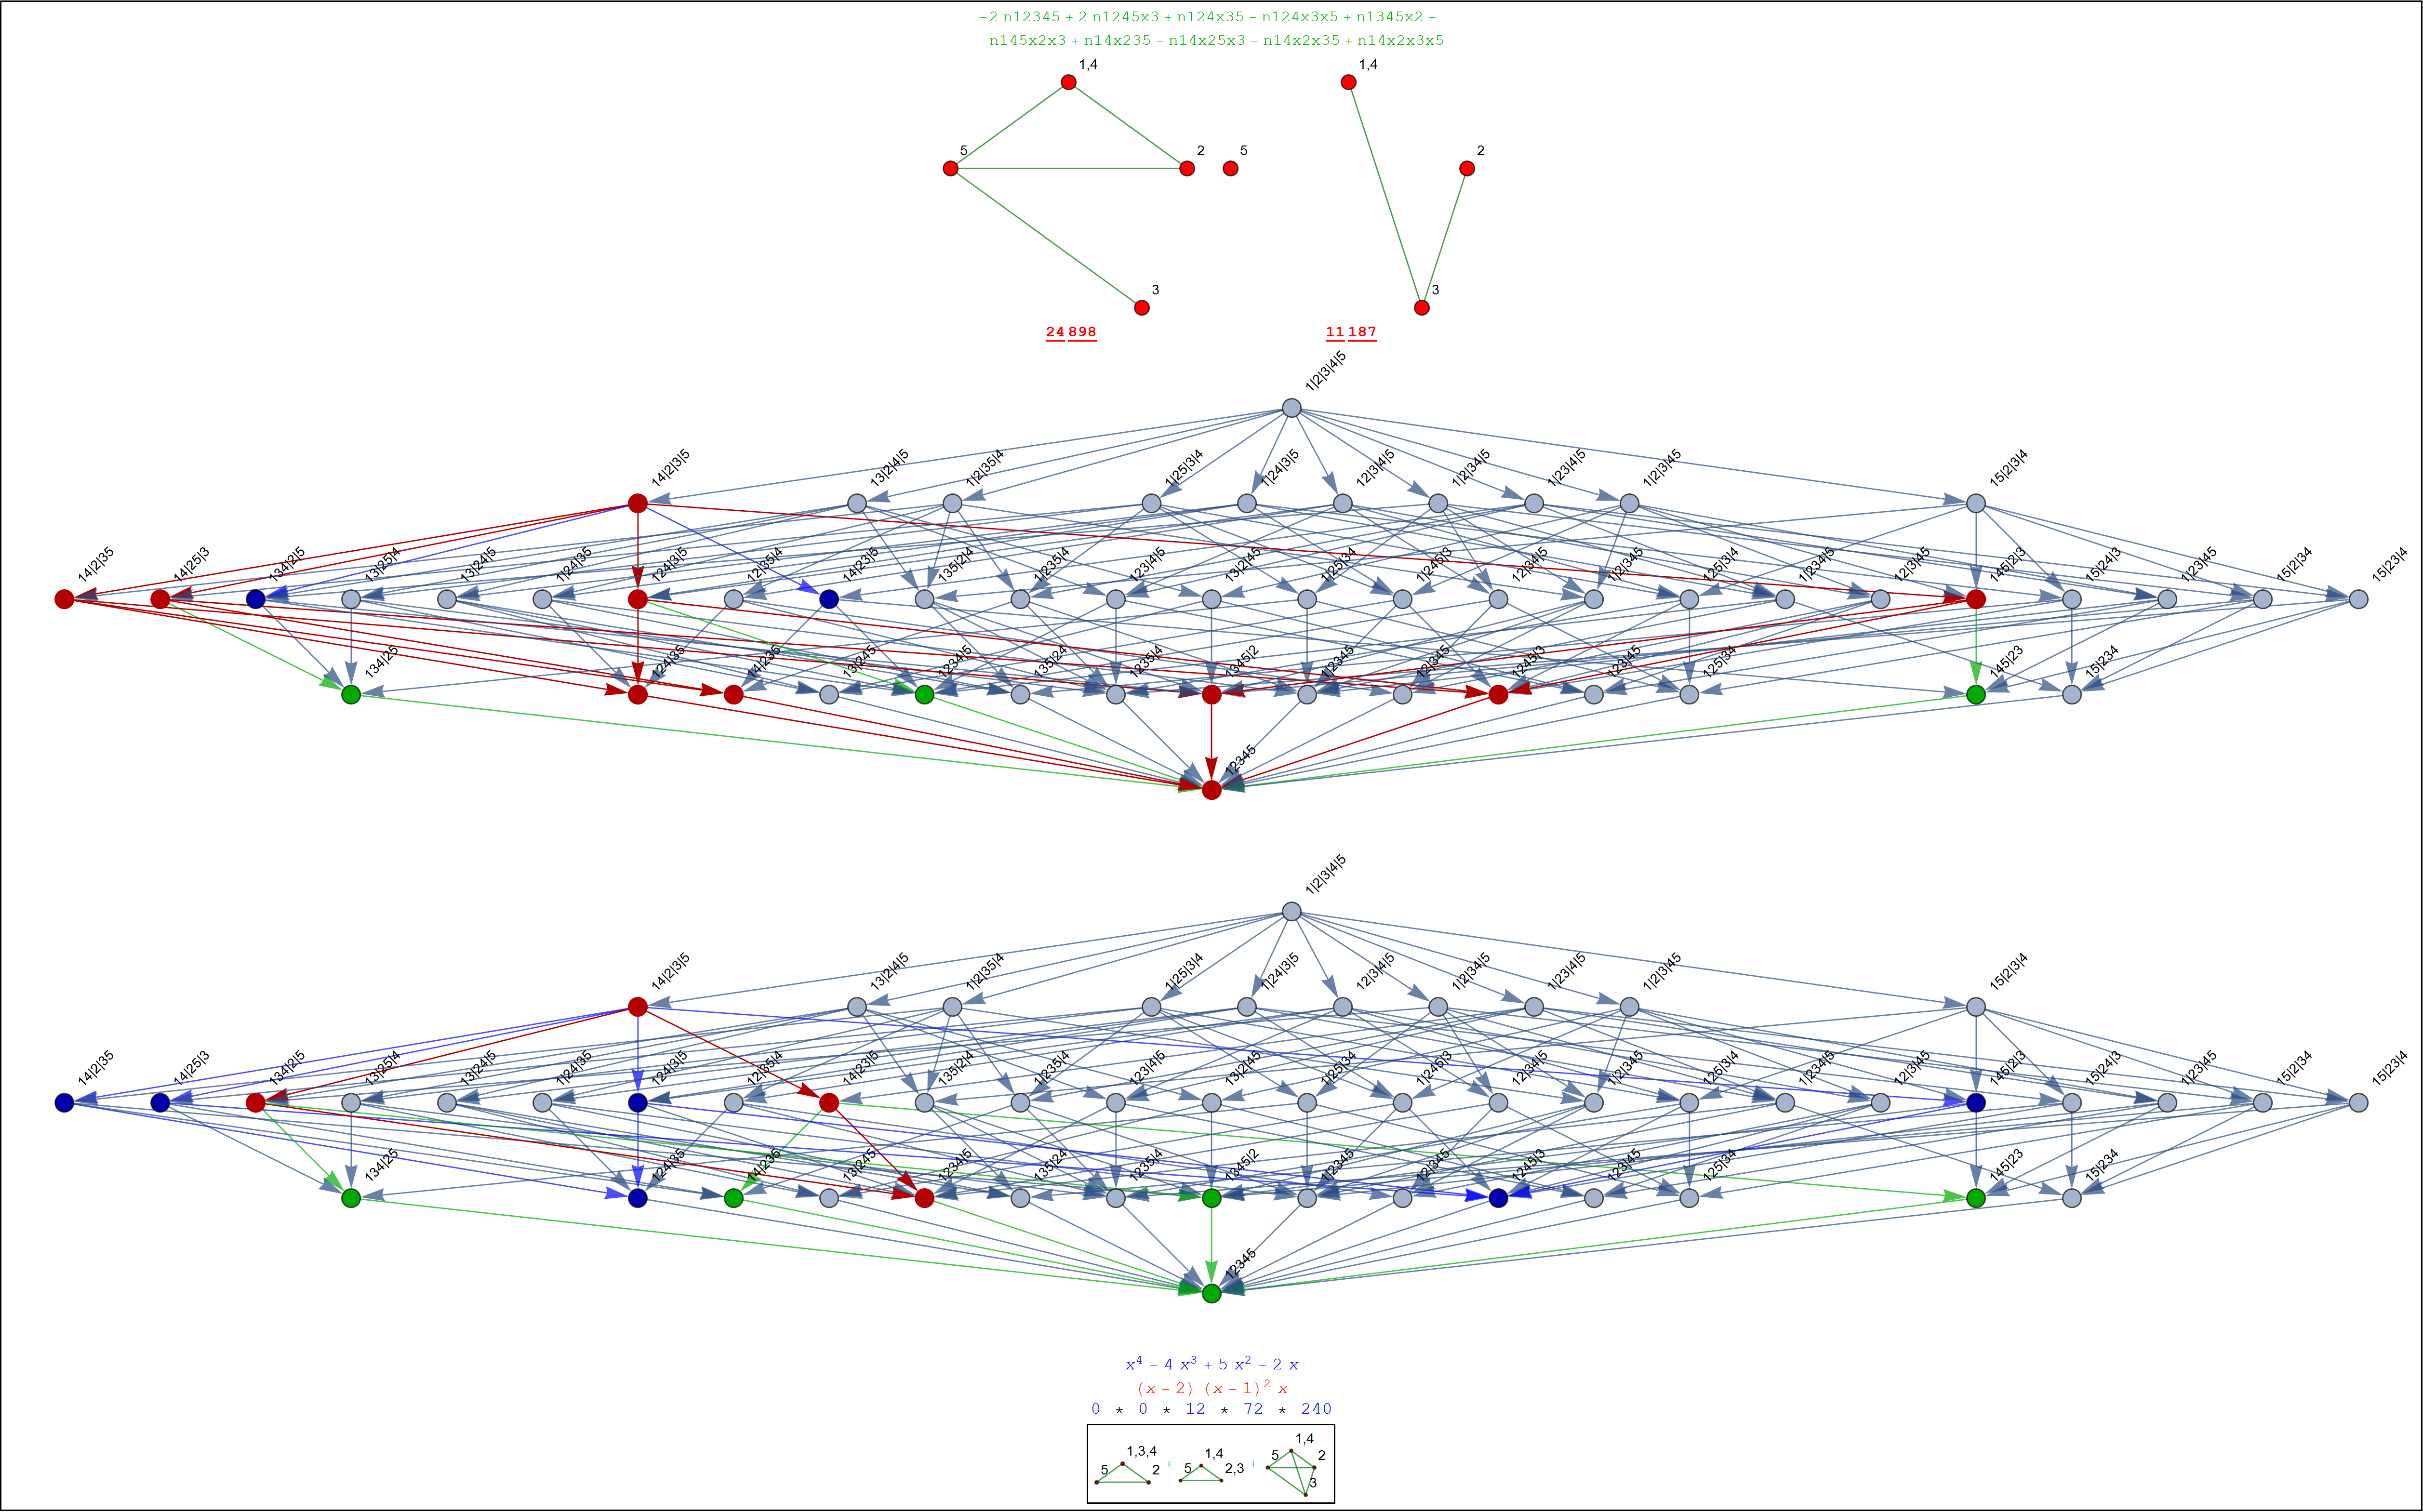 -2 n12345 + 2 n1245x3 + n124x35 - n124x3x5 + n1345x2 -
n145x2x3 + n14x235 - n14x25x3 - n14x2x35 + n14x2x3x5
1,4 1,4
5 2 5 2
3 3
24 898 11 187
1|2|3|4|5
14|2|3|5 13|2|4|5 1|2|35|4 1|25|3|4 1|24|3|5 12|3|4|5 1|2|34|5 1|23|4|5 1|2|3|45 15|2|3|4
14|2|35 14|25|3 134|2|5 13|25|4 13|24|5 1|24|35 124|3|5 12|35|4 14|23|5 135|2|4 1|235|4 123|4|5 13|2|45 1|25|34 1|245|3 12|34|5 1|2|345 125|3|4 1|234|5 12|3|45 145|2|3 15|24|3 1|23|45 15|2|34 15|23|4
134|25 124|35 14|235 13|245 1234|5 135|24 1235|4 1345|2 1|2345 12|345 1245|3 123|45 125|34 145|23 15|234
12345
1|2|3|4|5
14|2|3|5 13|2|4|5 1|2|35|4 1|25|3|4 1|24|3|5 12|3|4|5 1|2|34|5 1|23|4|5 1|2|3|45 15|2|3|4
14|2|35 14|25|3 134|2|5 13|25|4 13|24|5 1|24|35 124|3|5 12|35|4 14|23|5 135|2|4 1|235|4 123|4|5 13|2|45 1|25|34 1|245|3 12|34|5 1|2|345 125|3|4 1|234|5 12|3|45 145|2|3 15|24|3 1|23|45 15|2|34 15|23|4
134|25 124|35 14|235 13|245 1234|5 135|24 1235|4 1345|2 1|2345 12|345 1245|3 123|45 125|34 145|23 15|234
12345
x⁴ - 4 x³ + 5 x² - 2 x
(x - 2) (x - 1)² x
0 * 0 * 12 * 72 * 240
1,3,4 1,4 1,4
5 2 + 5 2,3 + 5 2
3